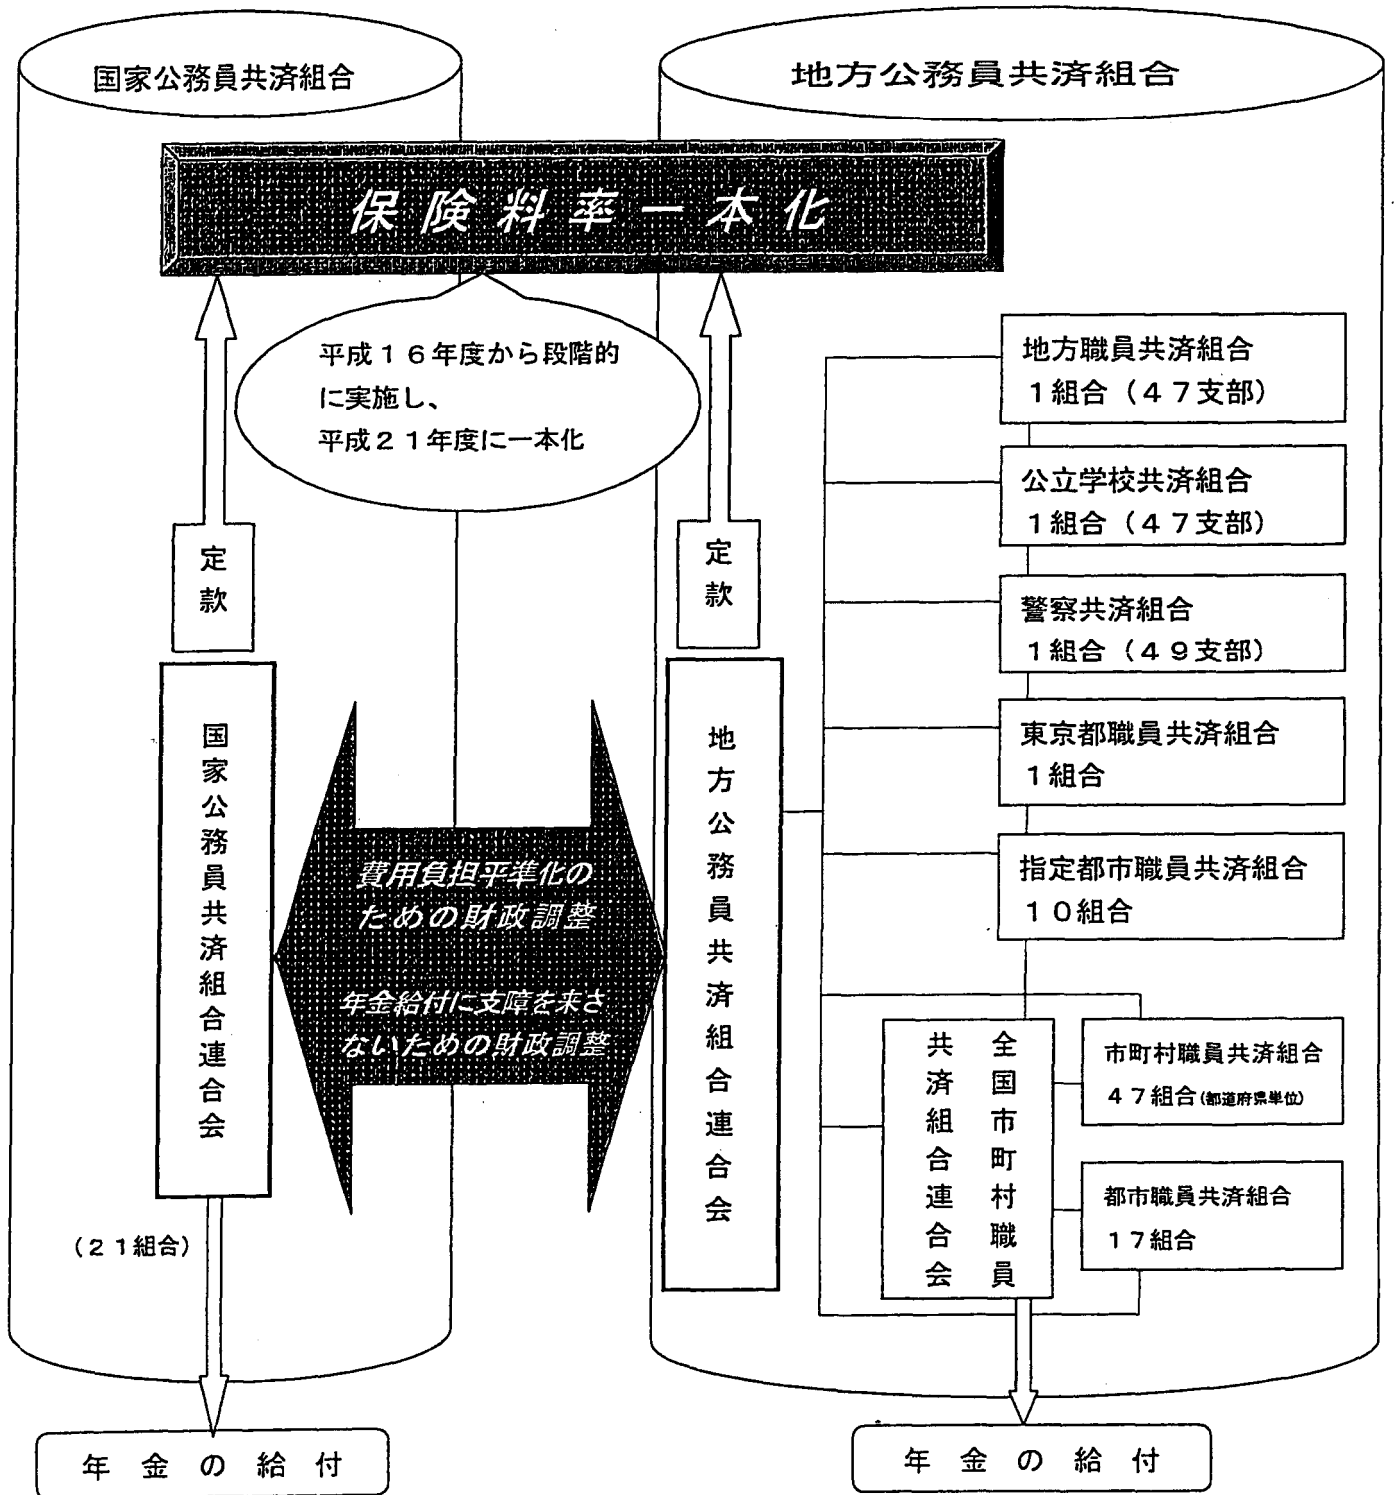 国家公務員共済組合
地方公務員共済組合
保険料率一本化
平成16年度から段階的
に実施し、
平成21年度に一本化
定款
定款
国家公務員共済組合連合会
地方公務員共済組合連合会
費用負担平準化の
ための財政調整
年金給付に支障を来さ
ないための財政調整
地方職員共済組合
1組合（47支部）
公立学校共済組合
1組合（47支部）
警察共済組合
1組合（49支部）
東京都職員共済組合
1組合
指定都市職員共済組合
10組合
全国市町村職員
共済組合連合会
市町村職員共済組合
47組合(都道府県単位)
都市職員共済組合
17組合
（21組合）
年金の給付
年金の給付